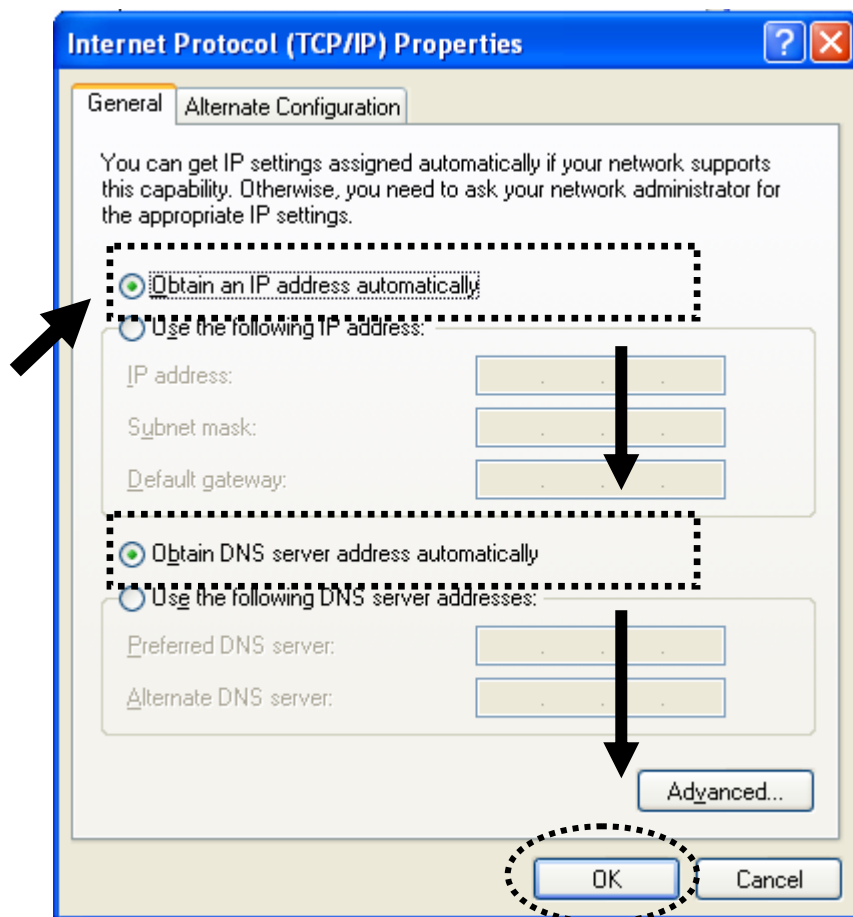 Internet Protocol (TCP/IP) Properties
General
Alternate Configuration
You can get IP settings assigned automatically if your network supports
this capability. Otherwise, you need to ask your network administrator for
the appropriate IP settings.
Obtain an IP address automatically
Use the following IP address:
IP address:
Subnet mask:
Default gateway:
Obtain DNS server address automatically
Use the following DNS server addresses:
Preferred DNS server:
Alternate DNS server:
Advanced...
OK
Cancel